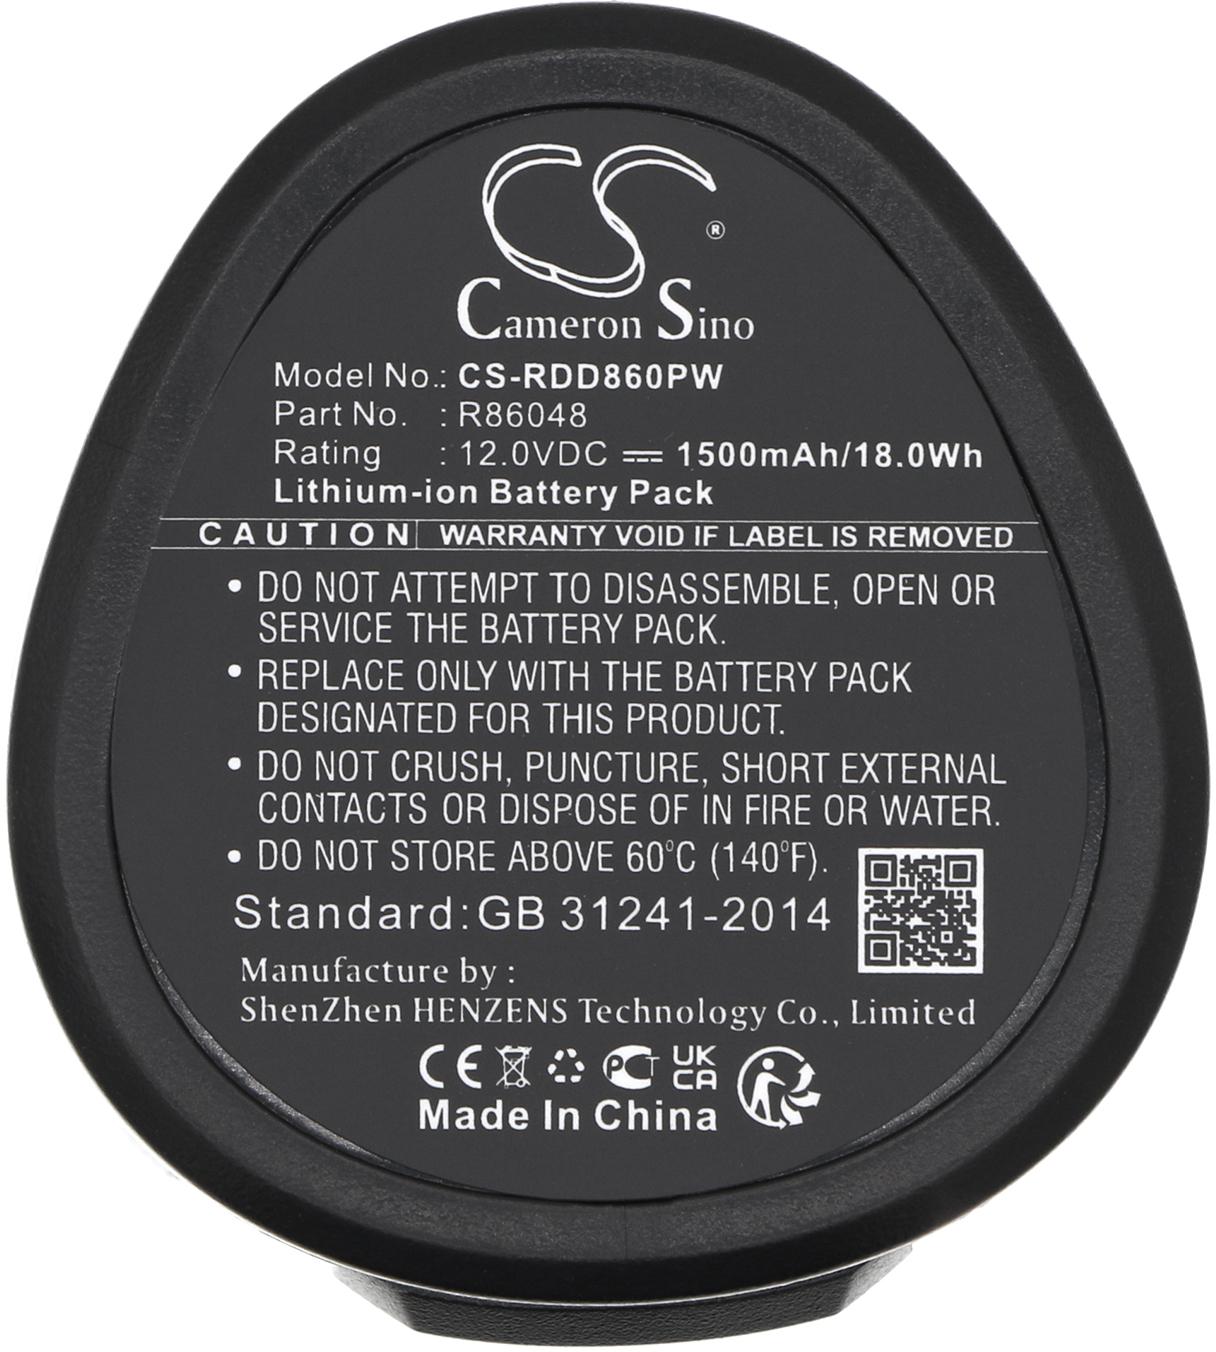 CS
®
Cameron Sino
Model No.: CS-RDD860PW
Part No. : R86048
Rating : 12.0VDC ⎓ 1500mAh/18.0Wh
Lithium-ion Battery Pack
CAUTION WARRANTY VOID IF LABEL IS REMOVED
• DO NOT ATTEMPT TO DISASSEMBLE, OPEN OR
SERVICE THE BATTERY PACK.
• REPLACE ONLY WITH THE BATTERY PACK
DESIGNATED FOR THIS PRODUCT.
• DO NOT CRUSH, PUNCTURE, SHORT EXTERNAL
CONTACTS OR DISPOSE OF IN FIRE OR WATER.
• DO NOT STORE ABOVE 60°C (140°F).
Standard:GB 31241-2014
Manufacture by :
ShenZhen HENZENS Technology Co., Limited
CE PCT UK
CA
Made In China